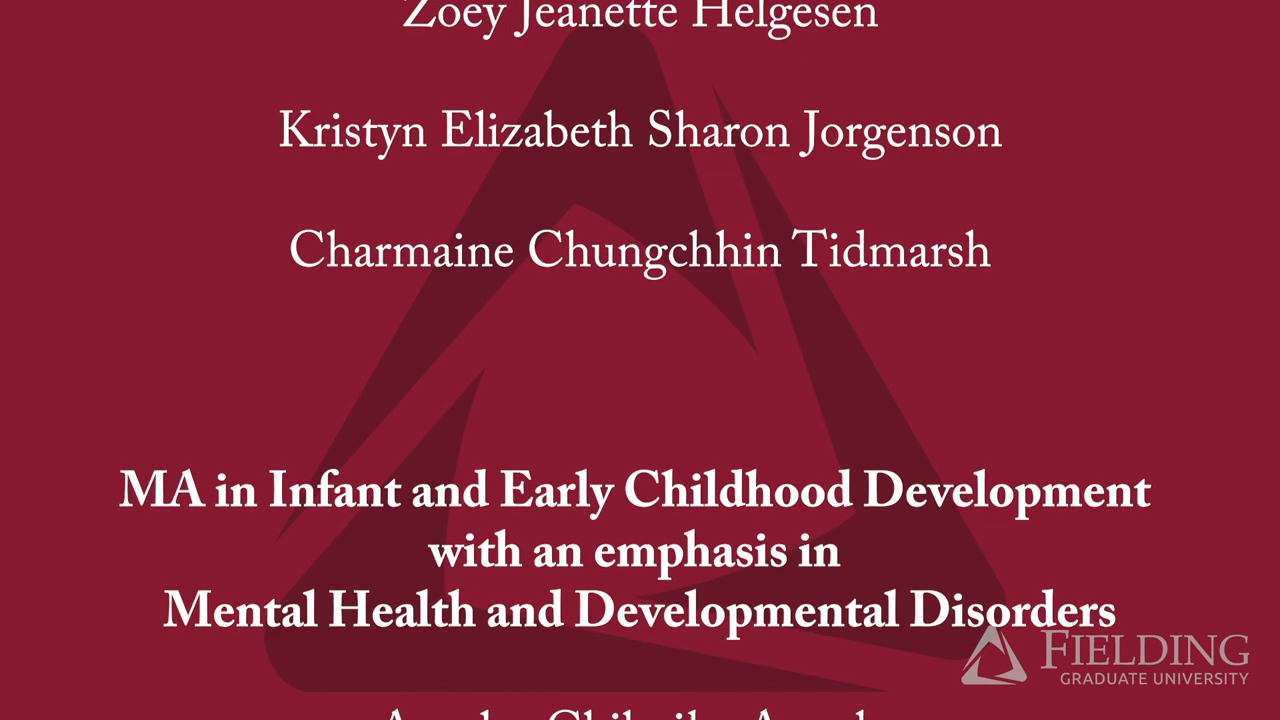 Zoey Jeanette Helgesen
Kristyn Elizabeth Sharon Jorgenson
Charmaine Chungchhin Tidmarsh
MA in Infant and Early Childhood Development
with an emphasis in
Mental Health and Developmental Disorders
FIELDING
GRADUATE UNIVERSITY